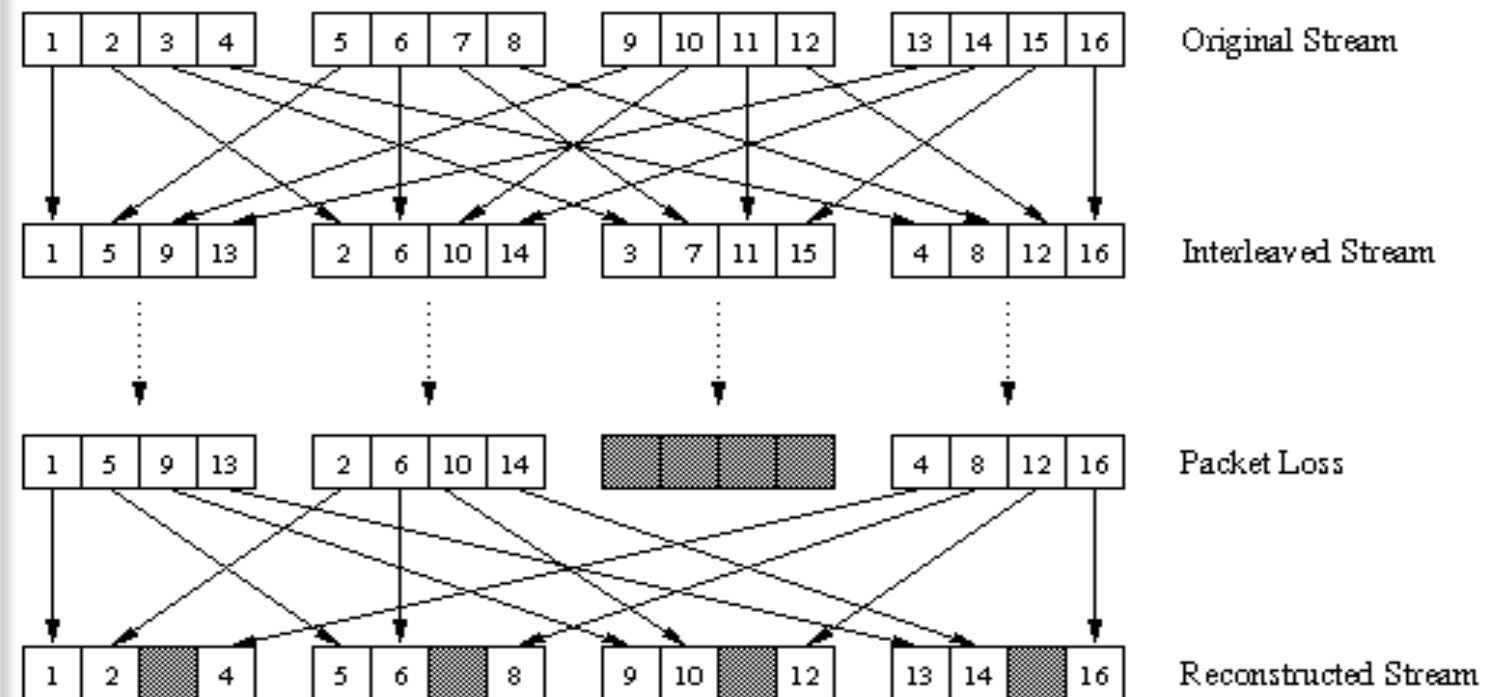 1 2 3 4 5 6 7 8 9 10 11 12 13 14 15 16 Original Stream
1 5 9 13 2 6 10 14 3 7 11 15 4 8 12 16 Interleaved Stream
1 5 9 13 2 6 10 14 4 8 12 16 Packet Loss
1 2 4 5 6 8 9 10 12 13 14 16 Reconstructed Stream